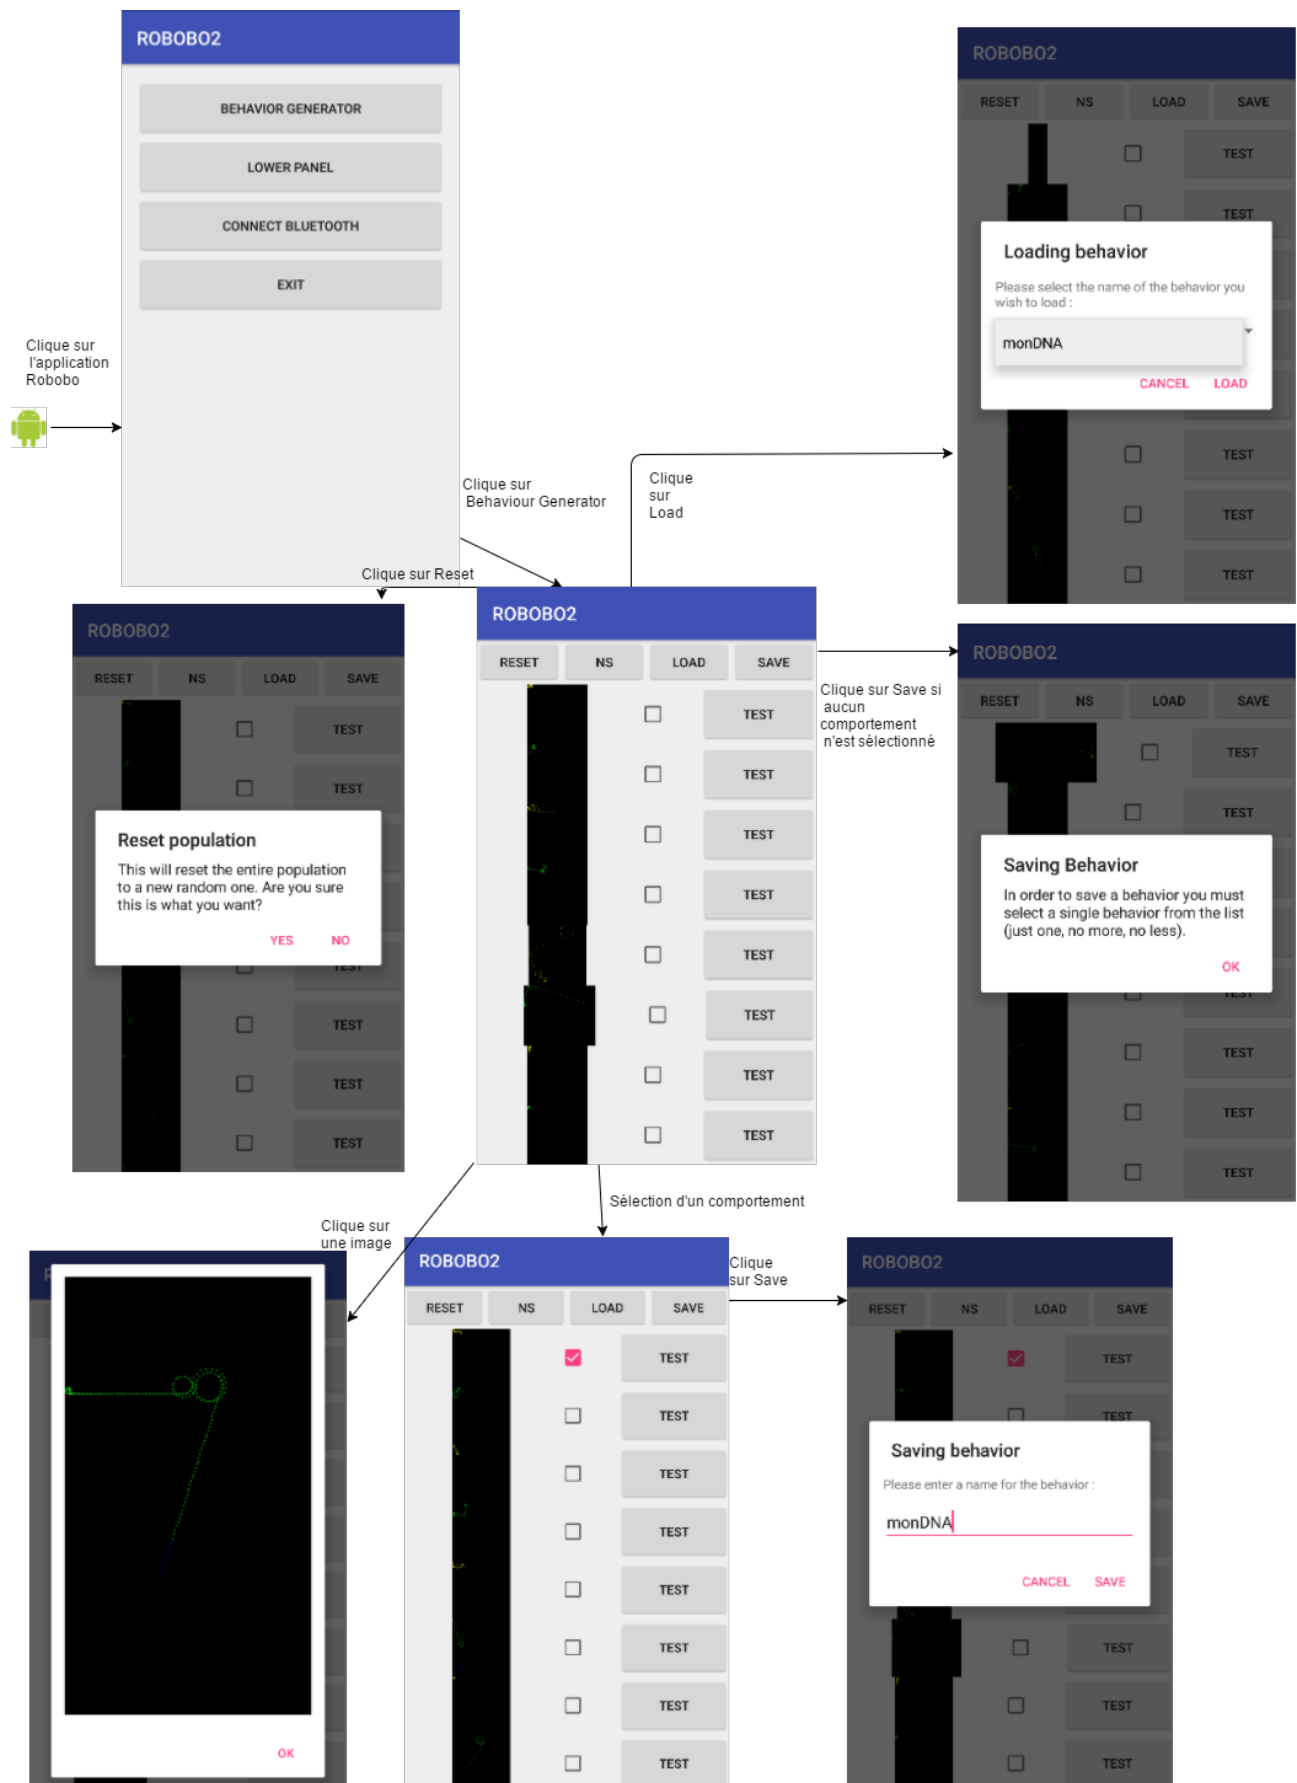 ROBOBO2
BEHAVIOR GENERATOR
LOWER PANEL
CONNECT BLUETOOTH
EXIT
Clique sur
l'application
Robobo
Clique sur
Behaviour Generator
Clique
sur
Load
ROBOBO2
RESET NS LOAD SAVE
TEST
TEST
Loading behavior
Please select the name of the behavior you
wish to load :
monDNA
CANCEL LOAD
TEST
TEST
TEST
Clique sur Reset
ROBOBO2
RESET NS LOAD SAVE
TEST
TEST
Reset population
This will reset the entire population
to a new random one. Are you sure
this is what you want?
YES NO
TEST
TEST
TEST
TEST
ROBOBO2
RESET NS LOAD SAVE
TEST
TEST
TEST
TEST
TEST
TEST
TEST
TEST
Clique sur Save si
aucun
comportement
n'est sélectionné
ROBOBO2
RESET NS LOAD SAVE
TEST
TEST
Saving Behavior
In order to save a behavior you must
select a single behavior from the list
(just one, no more, no less).
OK
TEST
TEST
TEST
TEST
Clique sur
une image
OK
Sélection d'un comportement
ROBOBO2
RESET NS LOAD SAVE
TEST
TEST
TEST
TEST
TEST
TEST
TEST
TEST
Clique
sur Save
ROBOBO2
RESET NS LOAD SAVE
TEST
TEST
Saving behavior
Please enter a name for the behavior :
monDNA
CANCEL SAVE
TEST
TEST
TEST